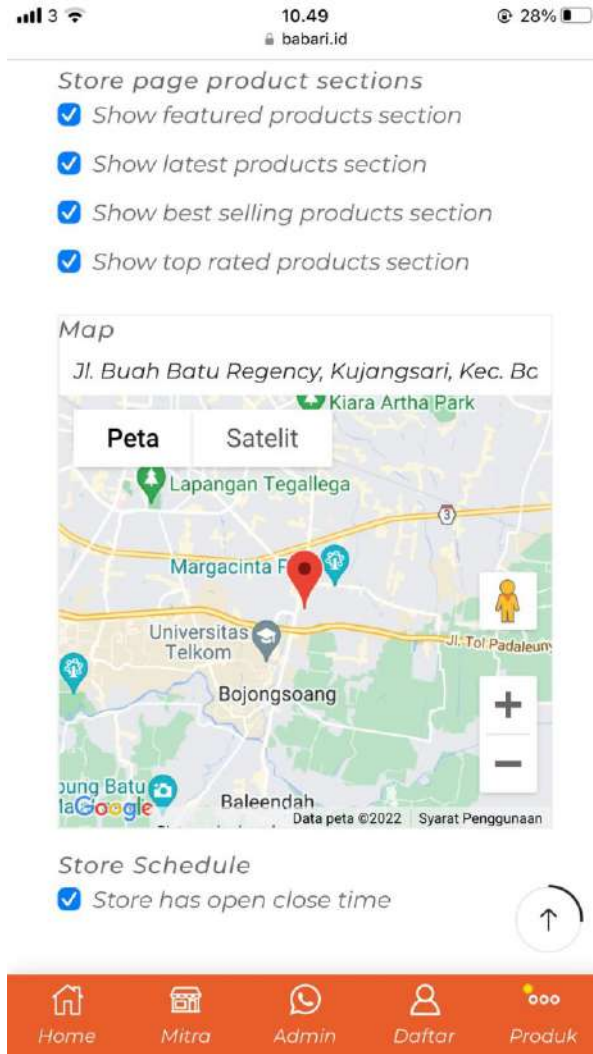 3
10.49
28%
babari.id
Store page product sections
Show featured products section
Show latest products section
Show best selling products section
Show top rated products section
Map
Jl. Buah Batu Regency, Kujangsari, Kec. Bc
Kiara Artha Park
Peta
Satelit
Lapangan Tegallega
3
Margacinta
Universitas
Telkom
Jl. Tol Padaleuny
Bojongsoang
Batu
Google
Baleendah
Data peta ©2022
Syarat Penggunaan
Store Schedule
Store has open close time
Home
Mitra
Admin
Daftar
Produk